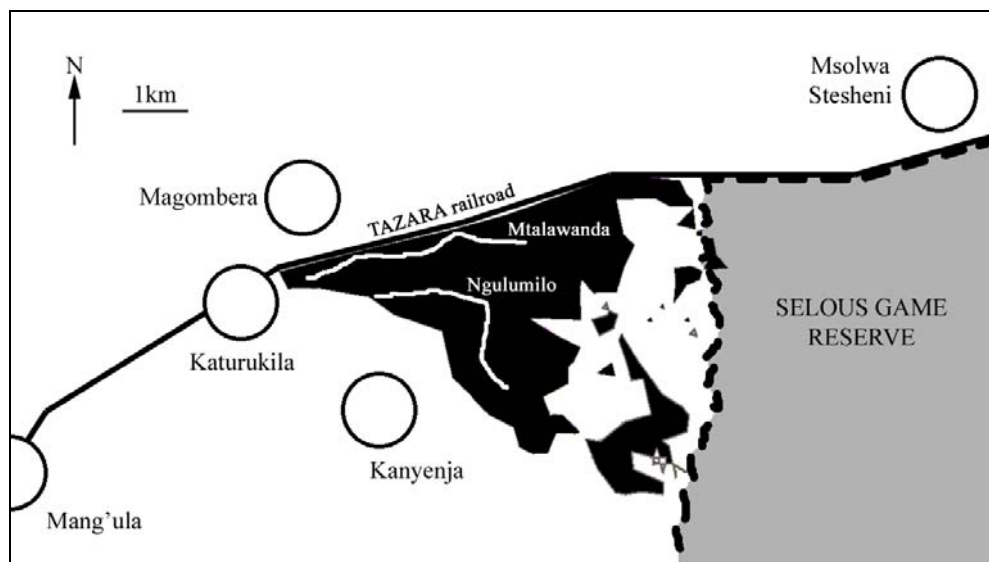 N
1km
Msolwa
Stesheni
Magombera
TAZARA railroad
Mtalawanda
Ngulumilo
SELOUS GAME
RESERVE
Katurukila
Kanyenja
Mang'ula